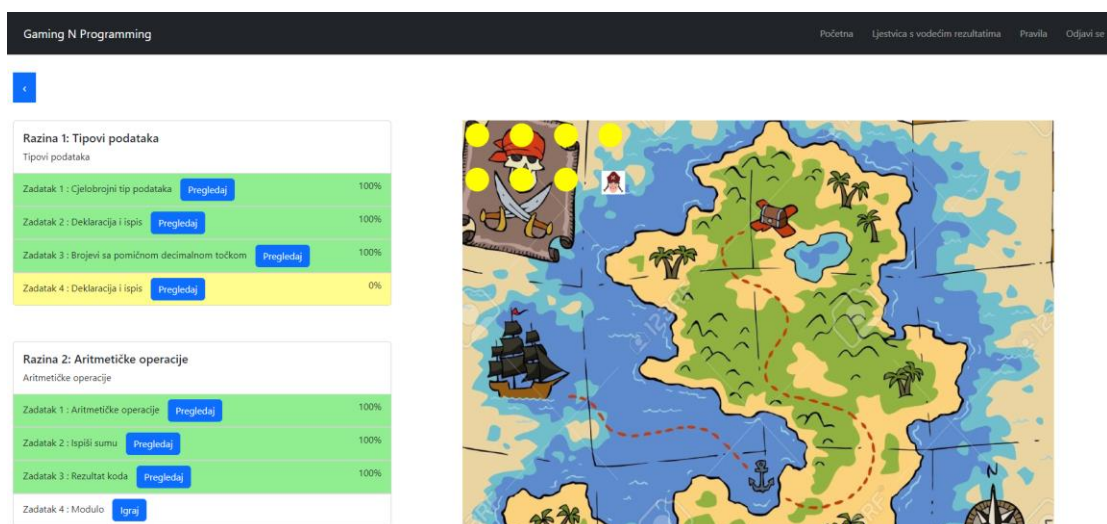 Gaming N Programming
Početna Ljestvica s vodećim rezultatima Pravila Odjavi se
‹
Razina 1: Tipovi podataka
Tipovi podataka
Zadatak 1 : Cjelobrojni tip podataka Pregledaj 100%
Zadatak 2 : Deklaracija i ispis Pregledaj 100%
Zadatak 3 : Brojevi sa pomičnom decimalnom točkom Pregledaj 100%
Zadatak 4 : Deklaracija i ispis Pregledaj 0%
Razina 2: Aritmetičke operacije
Aritmetičke operacije
Zadatak 1 : Aritmetičke operacije Pregledaj 100%
Zadatak 2 : Ispiši sumu Pregledaj 100%
Zadatak 3 : Rezultat koda Pregledaj 100%
Zadatak 4 : Modulo Igraj
N